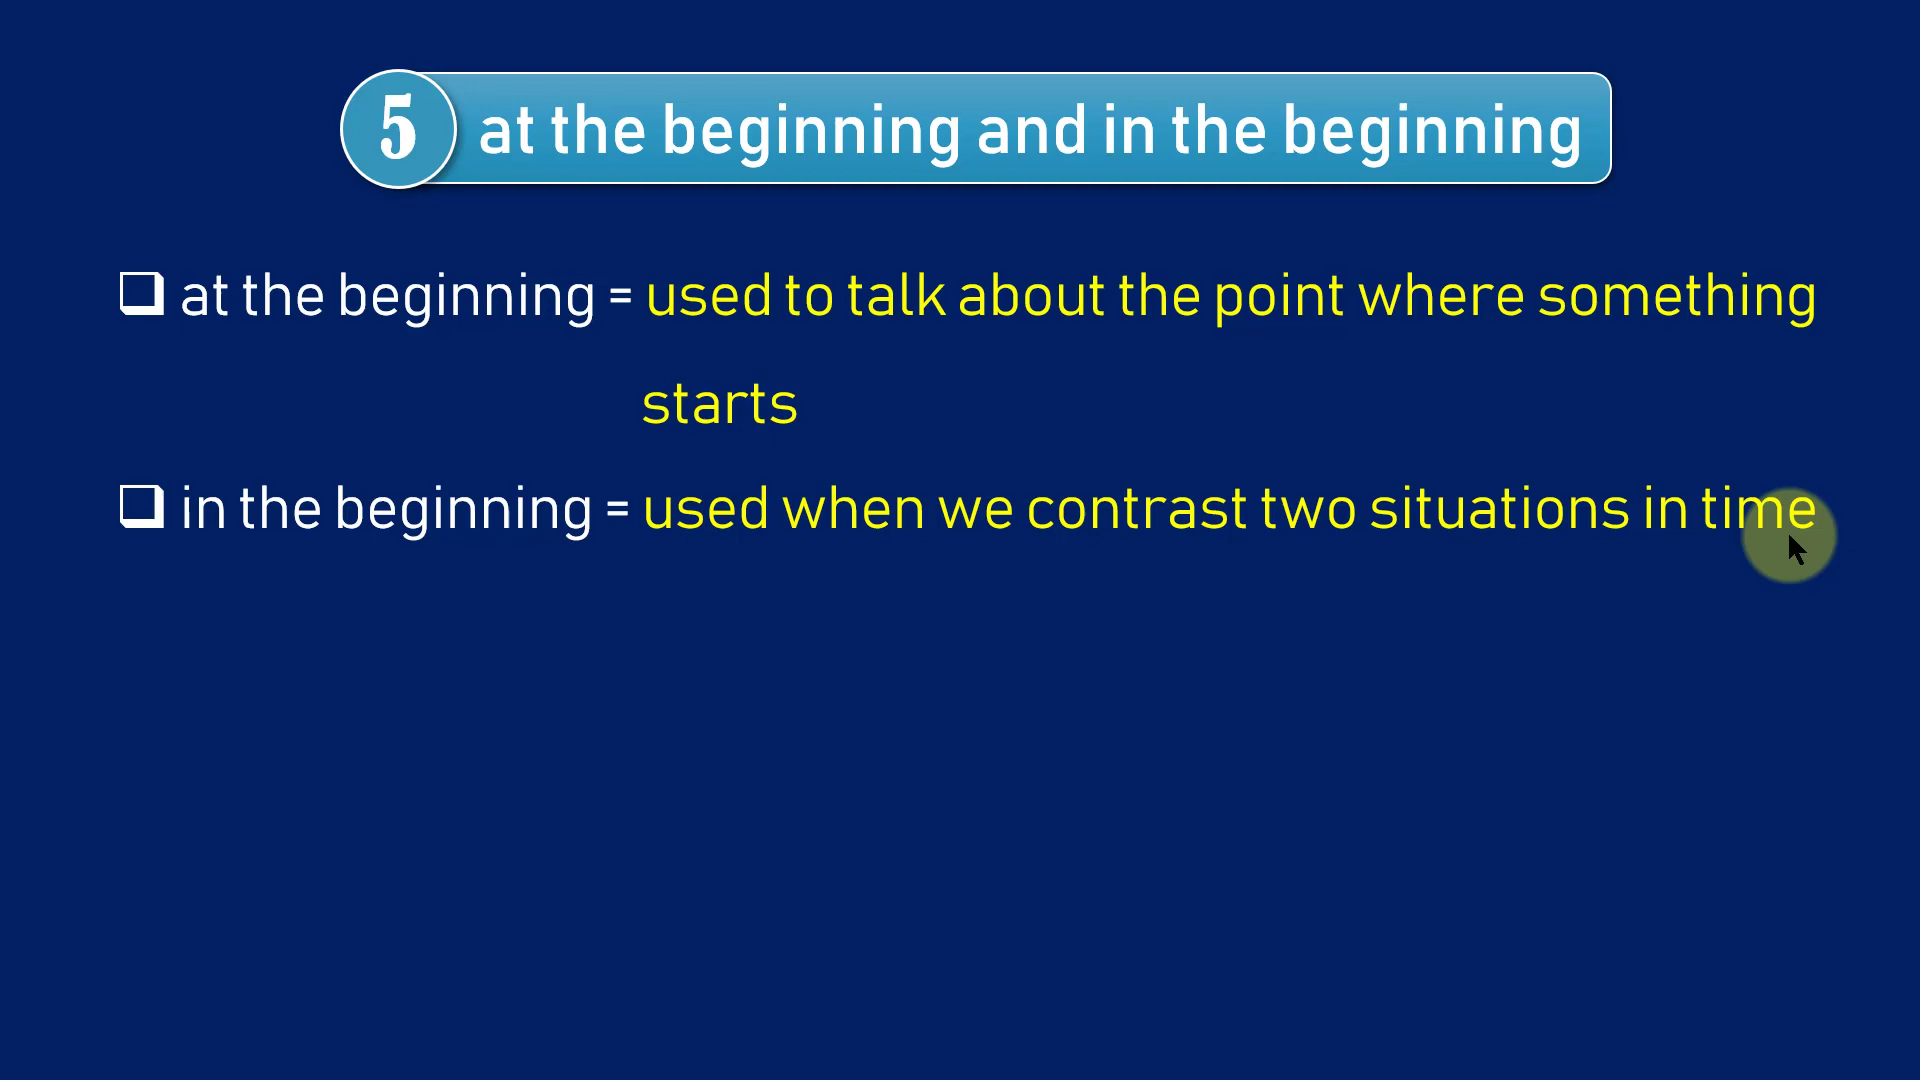 5 at the beginning and in the beginning
at the beginning = used to talk about the point where something
starts
in the beginning = used when we contrast two situations in time